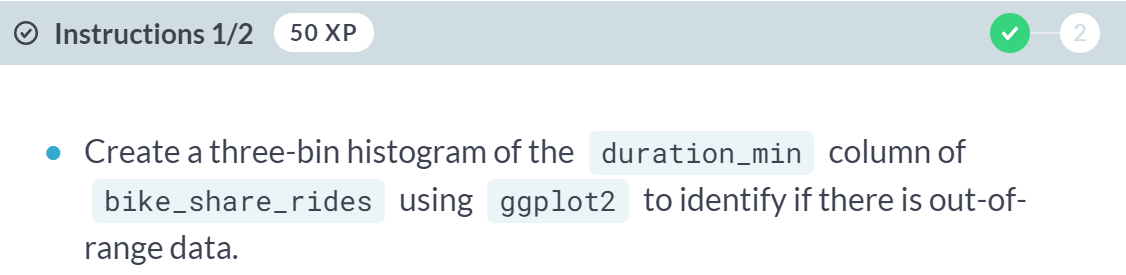 Instructions 1/2 50 XP 2
Create a three-bin histogram of the duration_min column of
bike_share_rides using ggplot2 to identify if there is out-of-
range data.